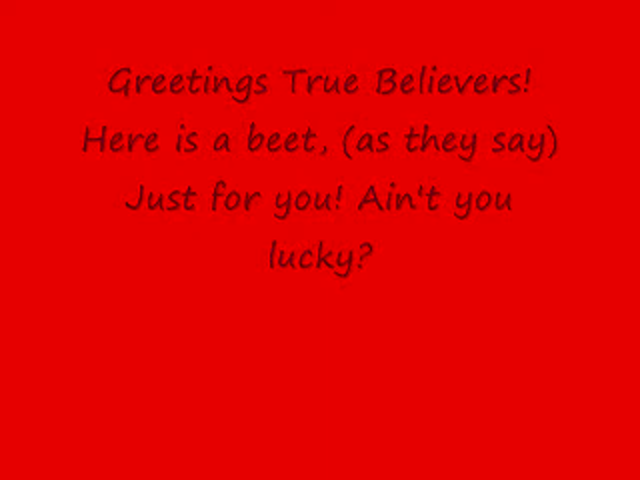 Greetings True Believers!
Here is a beet, (as they say)
Just for you! Ain't you
lucky?